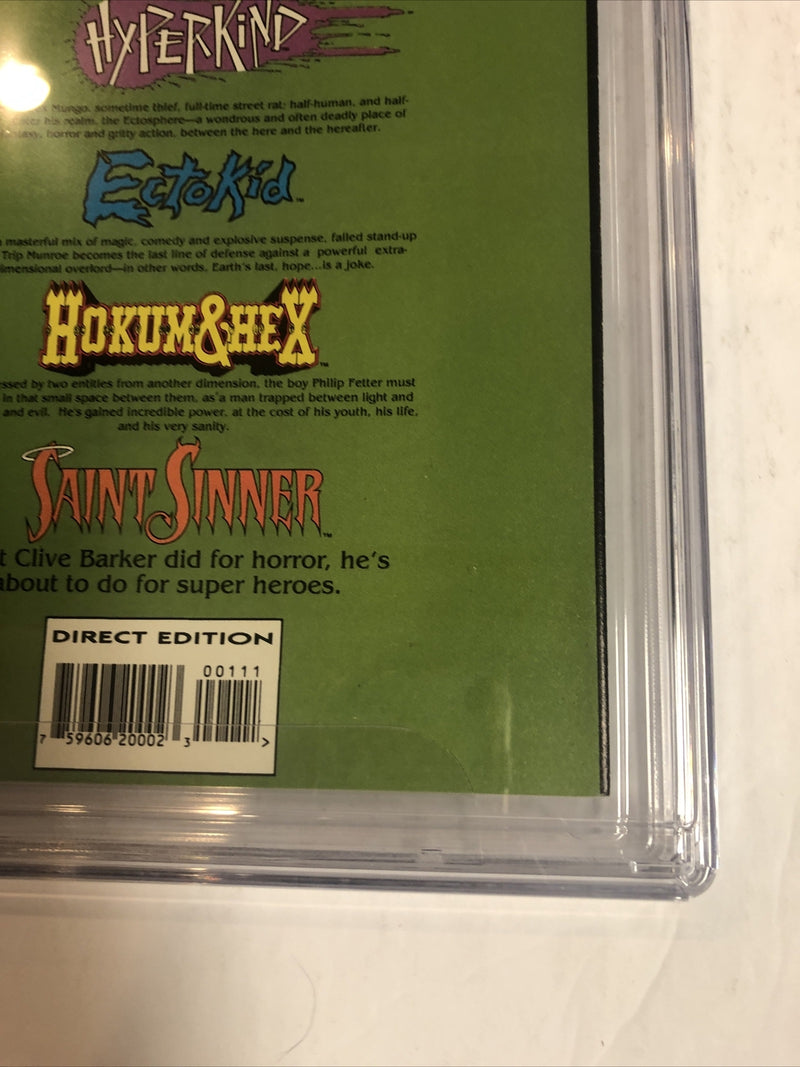 HYPERKIND
Mungo, sometime thief, full-time street rat; half-human, and half-
his realm, the Ectosphere—a wondrous and often deadly place of
horror and gritty action, between the here and the hereafter.
EctoKid™
masterful mix of magic, comedy and explosive suspense, failed stand-up
Trip Munroe becomes the last line of defense against a powerful extra-
imensional overlord—in other words, Earth's last, hope...is a joke.
HOKUM&HEX™
ssed by two entities from another dimension, the boy Philip Fetter must
in that small space between them, as a man trapped between light and
and evil. He's gained incredible power, at the cost of his youth, his life,
and his very sanity.
SAINT SINNER™
t Clive Barker did for horror, he's
about to do for super heroes.
DIRECT EDITION
00111
7 59606 20002 3 >